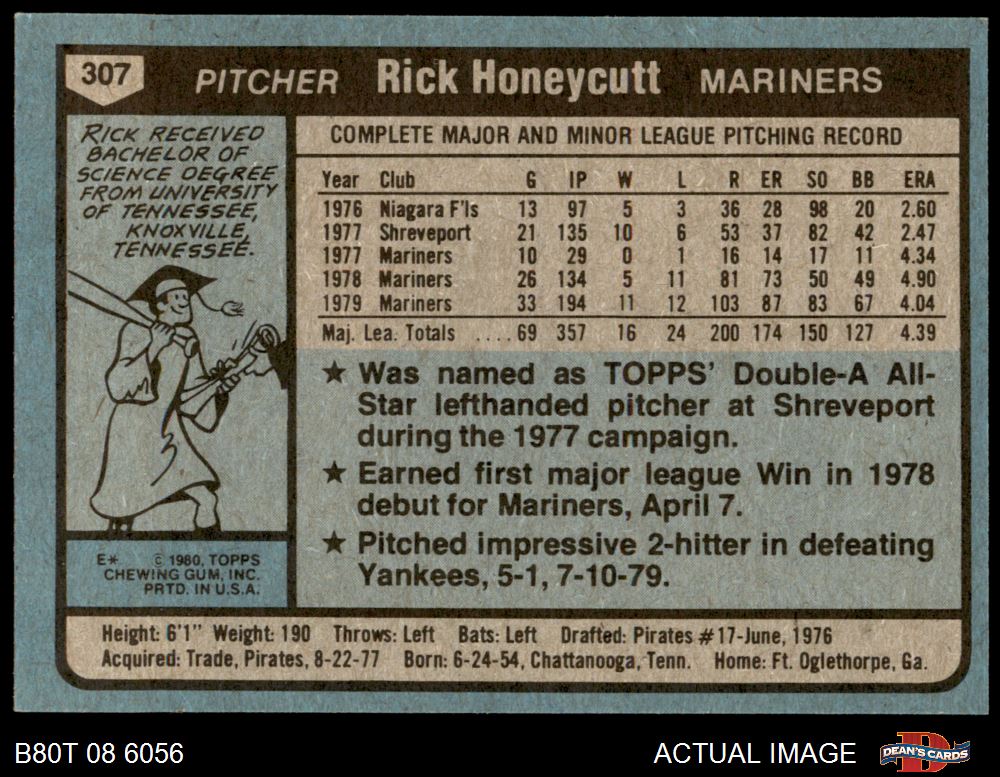 307
PITCHER Rick Honeycutt MARINERS
RICK RECEIVED
BACHELOR OF
SCIENCE DEGREE
FROM UNIVERSITY
OF TENNESSEE,
KNOXVILLE,
TENNESSEE.
E* © 1980, TOPPS
CHEWING GUM, INC.
PRTD. IN U.S.A.
COMPLETE MAJOR AND MINOR LEAGUE PITCHING RECORD
Year Club G IP W L R ER SO BB ERA
1976 Niagara F'ls 13 97 5 3 36 28 98 20 2.60
1977 Shreveport 21 135 10 6 53 37 82 42 2.47
1977 Mariners 10 29 0 1 16 14 17 11 4.34
1978 Mariners 26 134 5 11 81 73 50 49 4.90
1979 Mariners 33 194 11 12 103 87 83 67 4.04
Maj. Lea. Totals ....69 357 16 24 200 174 150 127 4.39
★ Was named as TOPPS' Double-A All-
Star lefthanded pitcher at Shreveport
during the 1977 campaign.
★ Earned first major league Win in 1978
debut for Mariners, April 7.
★ Pitched impressive 2-hitter in defeating
Yankees, 5-1, 7-10-79.
Height: 6'1" Weight: 190 Throws: Left Bats: Left Drafted: Pirates #17-June, 1976
Acquired: Trade, Pirates, 8-22-77 Born: 6-24-54, Chattanooga, Tenn. Home: Ft. Oglethorpe, Ga.
B80T 08 6056
ACTUAL IMAGE
D
DEAN'S CARDS